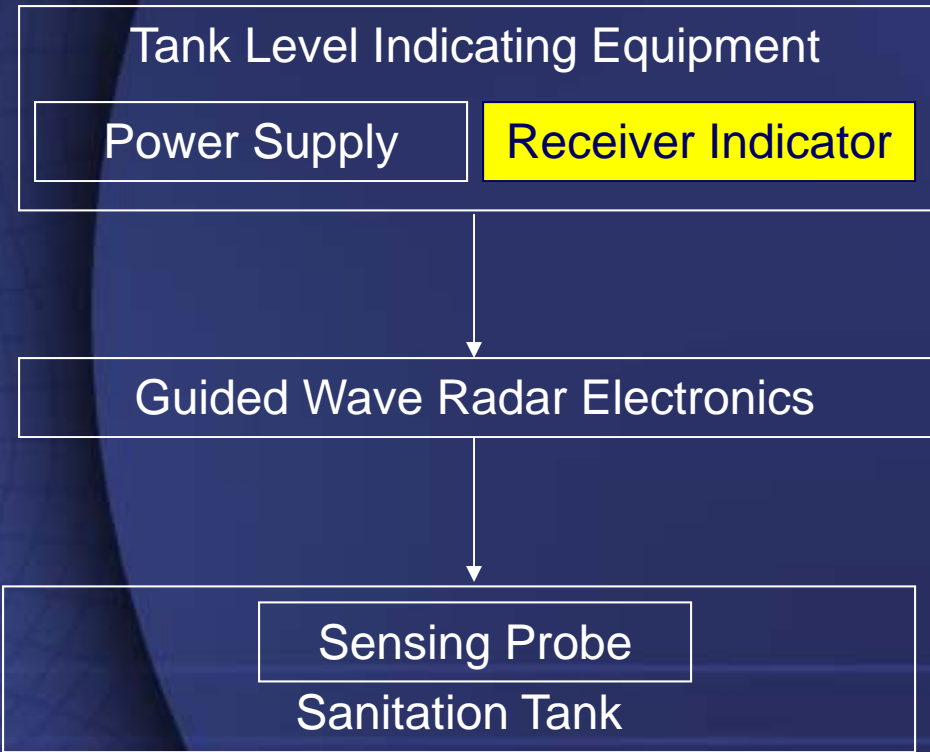 Tank Level Indicating Equipment
Power Supply
Receiver Indicator
Guided Wave Radar Electronics
Sensing Probe
Sanitation Tank